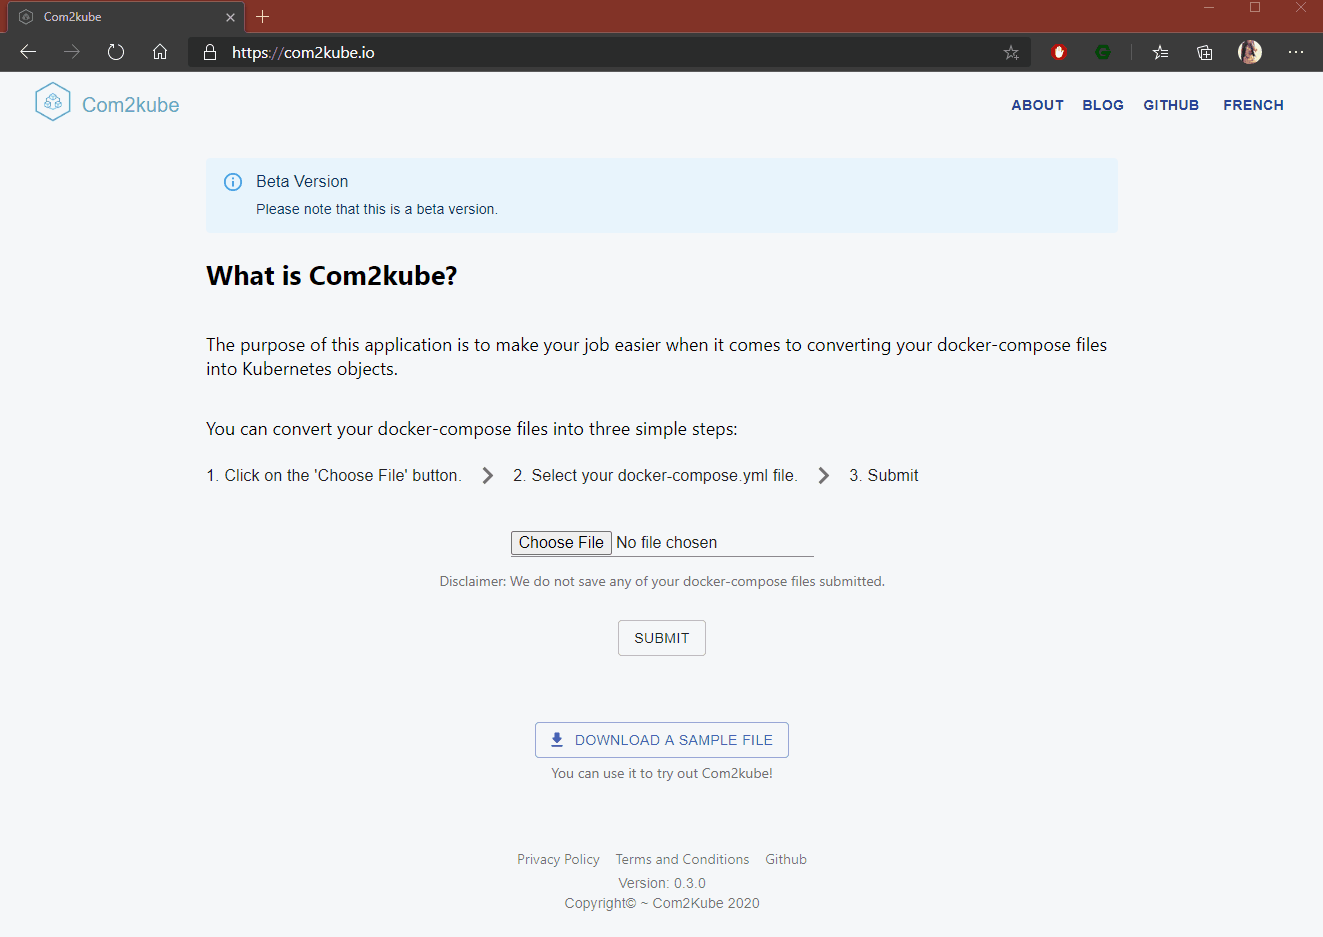 Com2kube
https://com2kube.io
Com2kube
ABOUT BLOG GITHUB FRENCH
Beta Version
Please note that this is a beta version.
What is Com2kube?
The purpose of this application is to make your job easier when it comes to converting your docker-compose files
into Kubernetes objects.
You can convert your docker-compose files into three simple steps:
1. Click on the 'Choose File' button. 2. Select your docker-compose.yml file. 3. Submit
Choose File No file chosen
Disclaimer: We do not save any of your docker-compose files submitted.
SUBMIT
DOWNLOAD A SAMPLE FILE
You can use it to try out Com2kube!
Privacy Policy Terms and Conditions Github
Version: 0.3.0
Copyright© ~ Com2Kube 2020